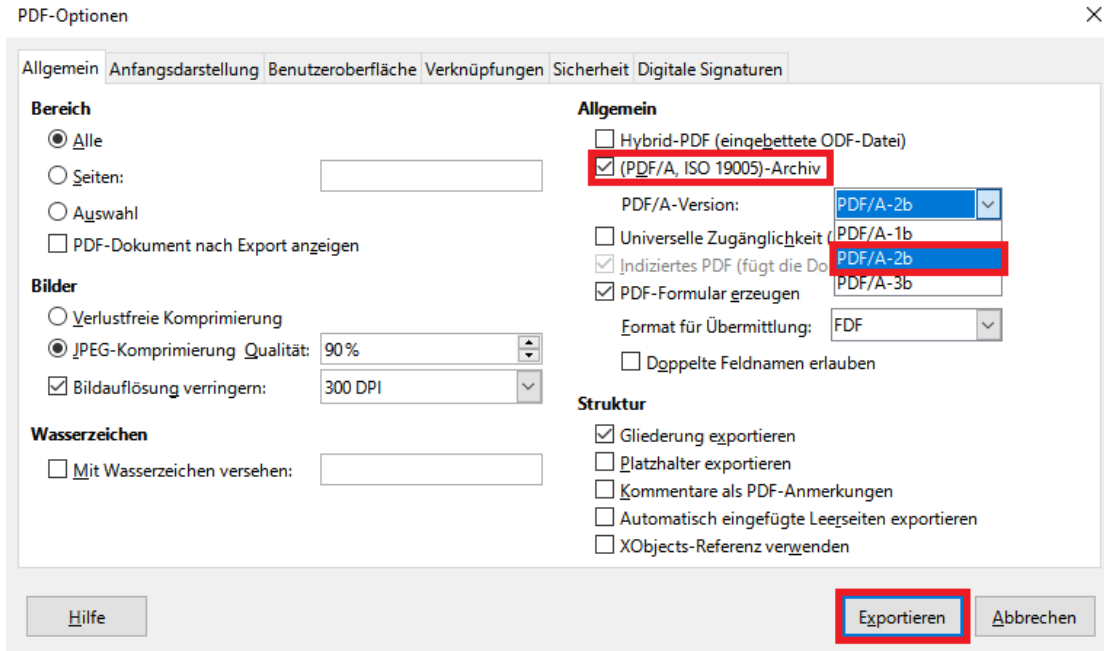 PDF-Optionen
Allgemein Anfangsdarstellung Benutzeroberfläche Verknüpfungen Sicherheit Digitale Signaturen
Bereich
Alle
Seiten:
Auswahl
PDF-Dokument nach Export anzeigen
Bilder
Verlustfreie Komprimierung
JPEG-Komprimierung Qualität: 90%
Bildauflösung verringern: 300 DPI
Wasserzeichen
Mit Wasserzeichen versehen:
Allgemein
Hybrid-PDF (eingebettete ODF-Datei)
(PDF/A, ISO 19005)-Archiv
PDF/A-Version: PDF/A-2b
PDF/A-1b
PDF/A-2b
PDF/A-3b
Universelle Zugänglichkeit (
Indiziertes PDF (fügt die Do
PDF-Formular erzeugen
Format für Übermittlung: FDF
Doppelte Feldnamen erlauben
Struktur
Gliederung exportieren
Platzhalter exportieren
Kommentare als PDF-Anmerkungen
Automatisch eingefügte Leerseiten exportieren
XObjects-Referenz verwenden
Hilfe Exportieren Abbrechen